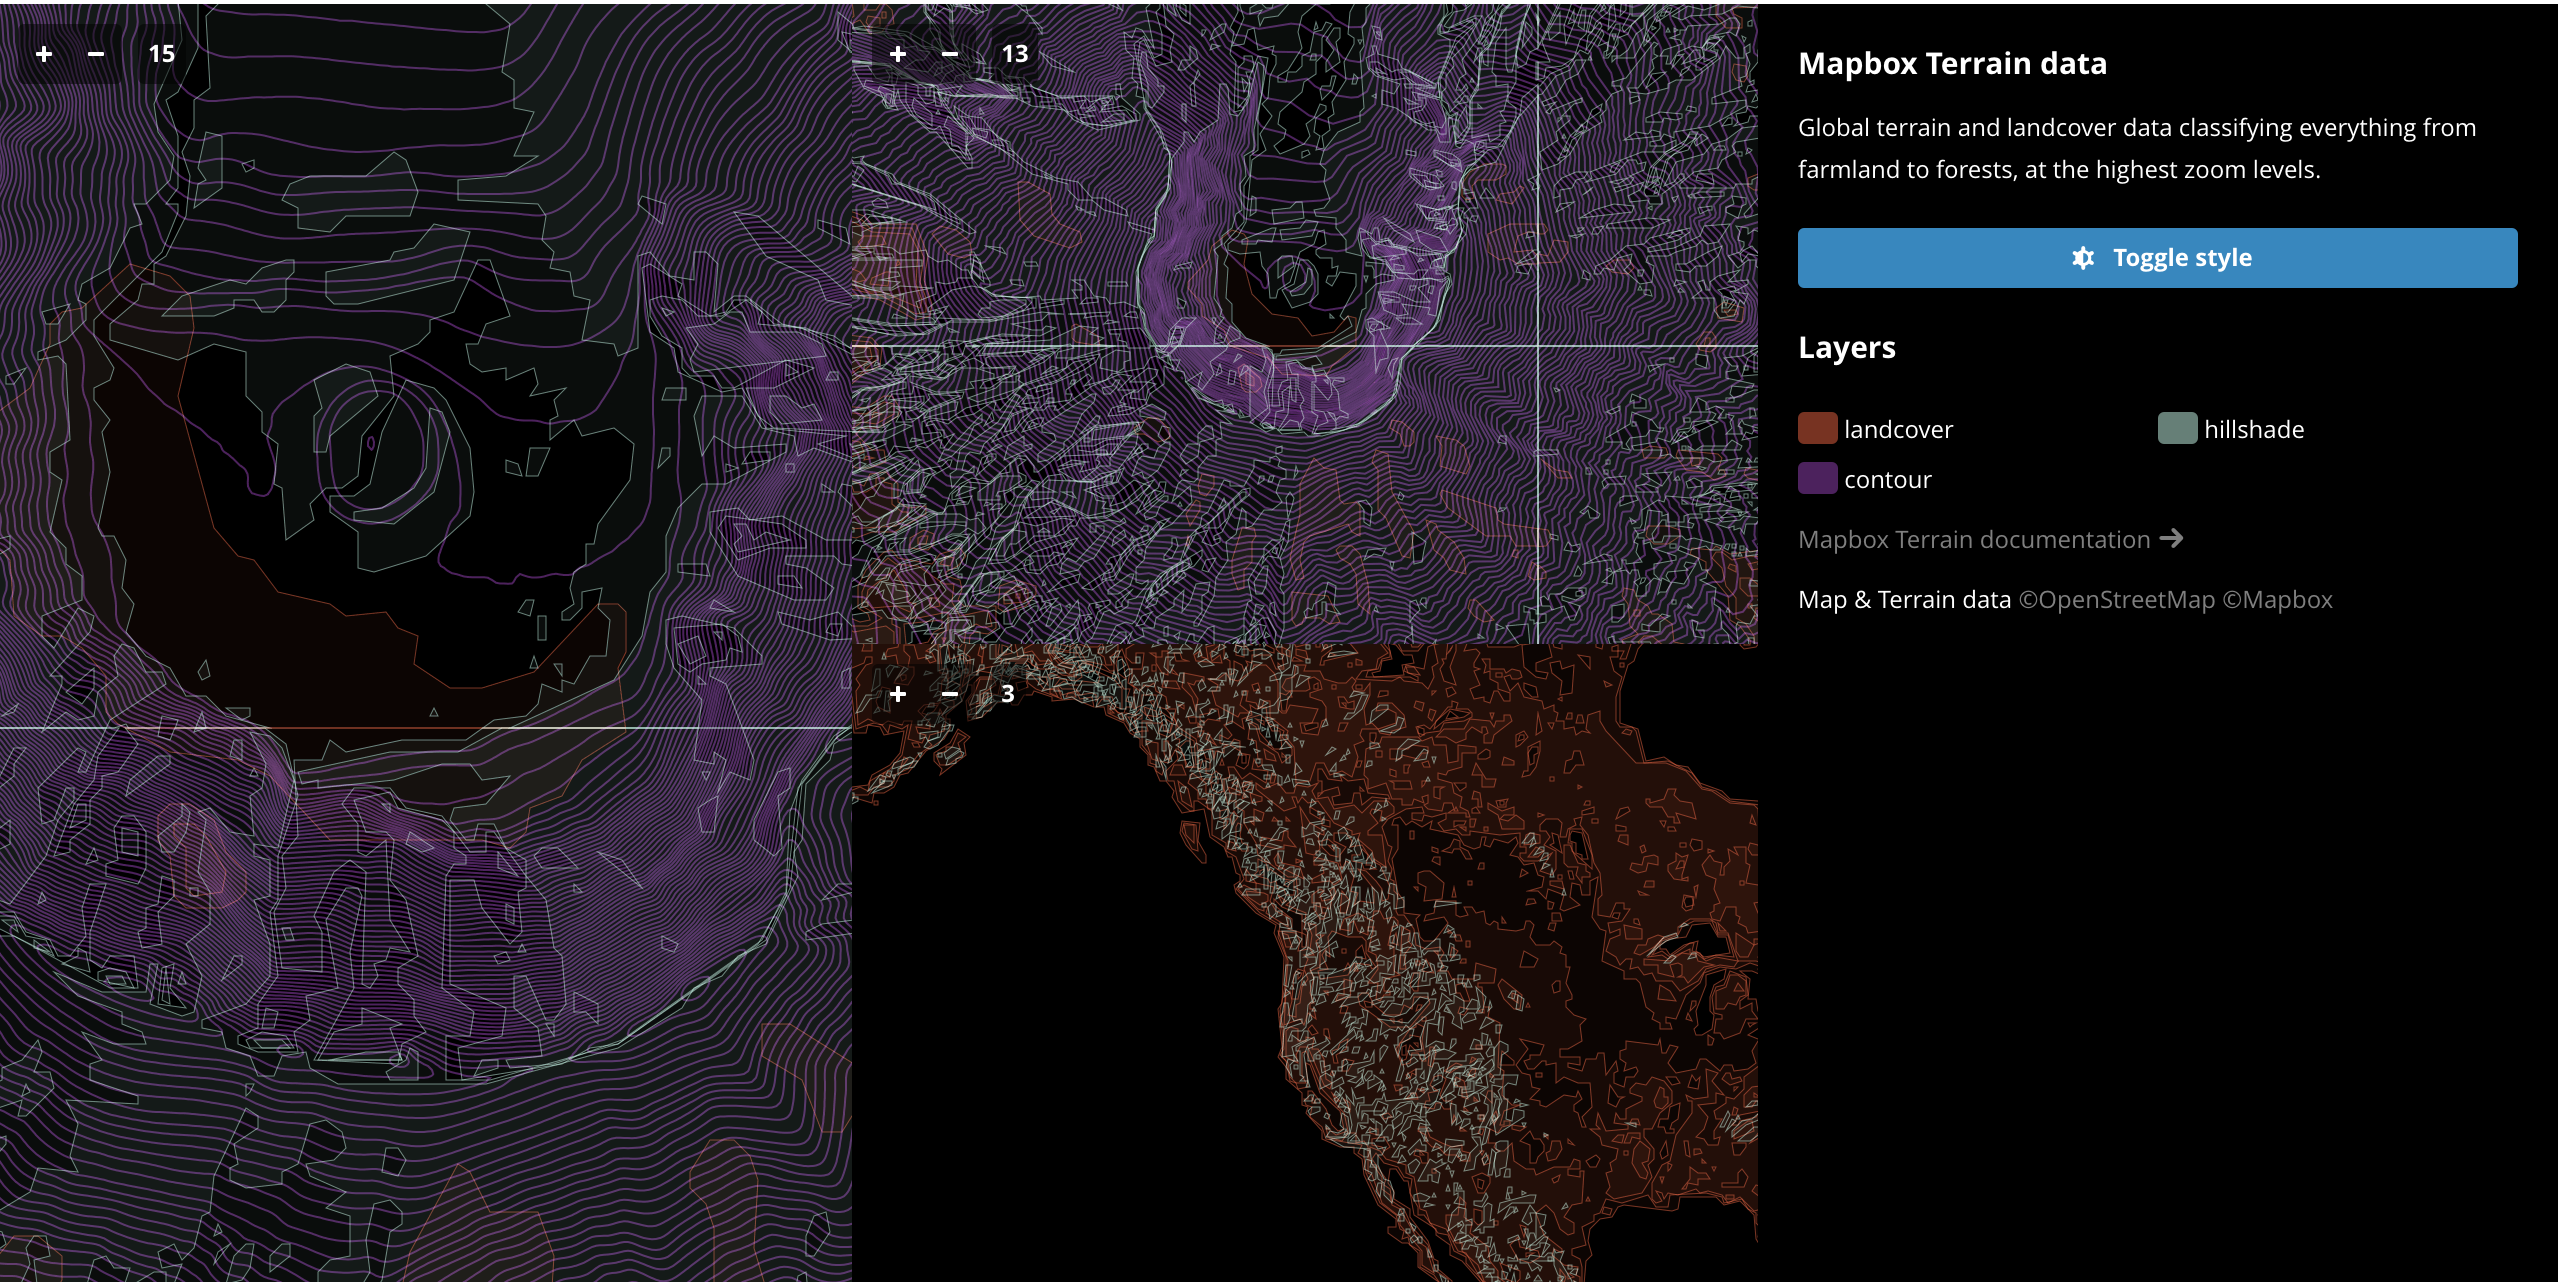 + − 15
+ − 13
+ − 3
Mapbox Terrain data
Global terrain and landcover data classifying everything from
farmland to forests, at the highest zoom levels.
Toggle style
Layers
landcover
hillshade
contour
Mapbox Terrain documentation →
Map & Terrain data ©OpenStreetMap ©Mapbox